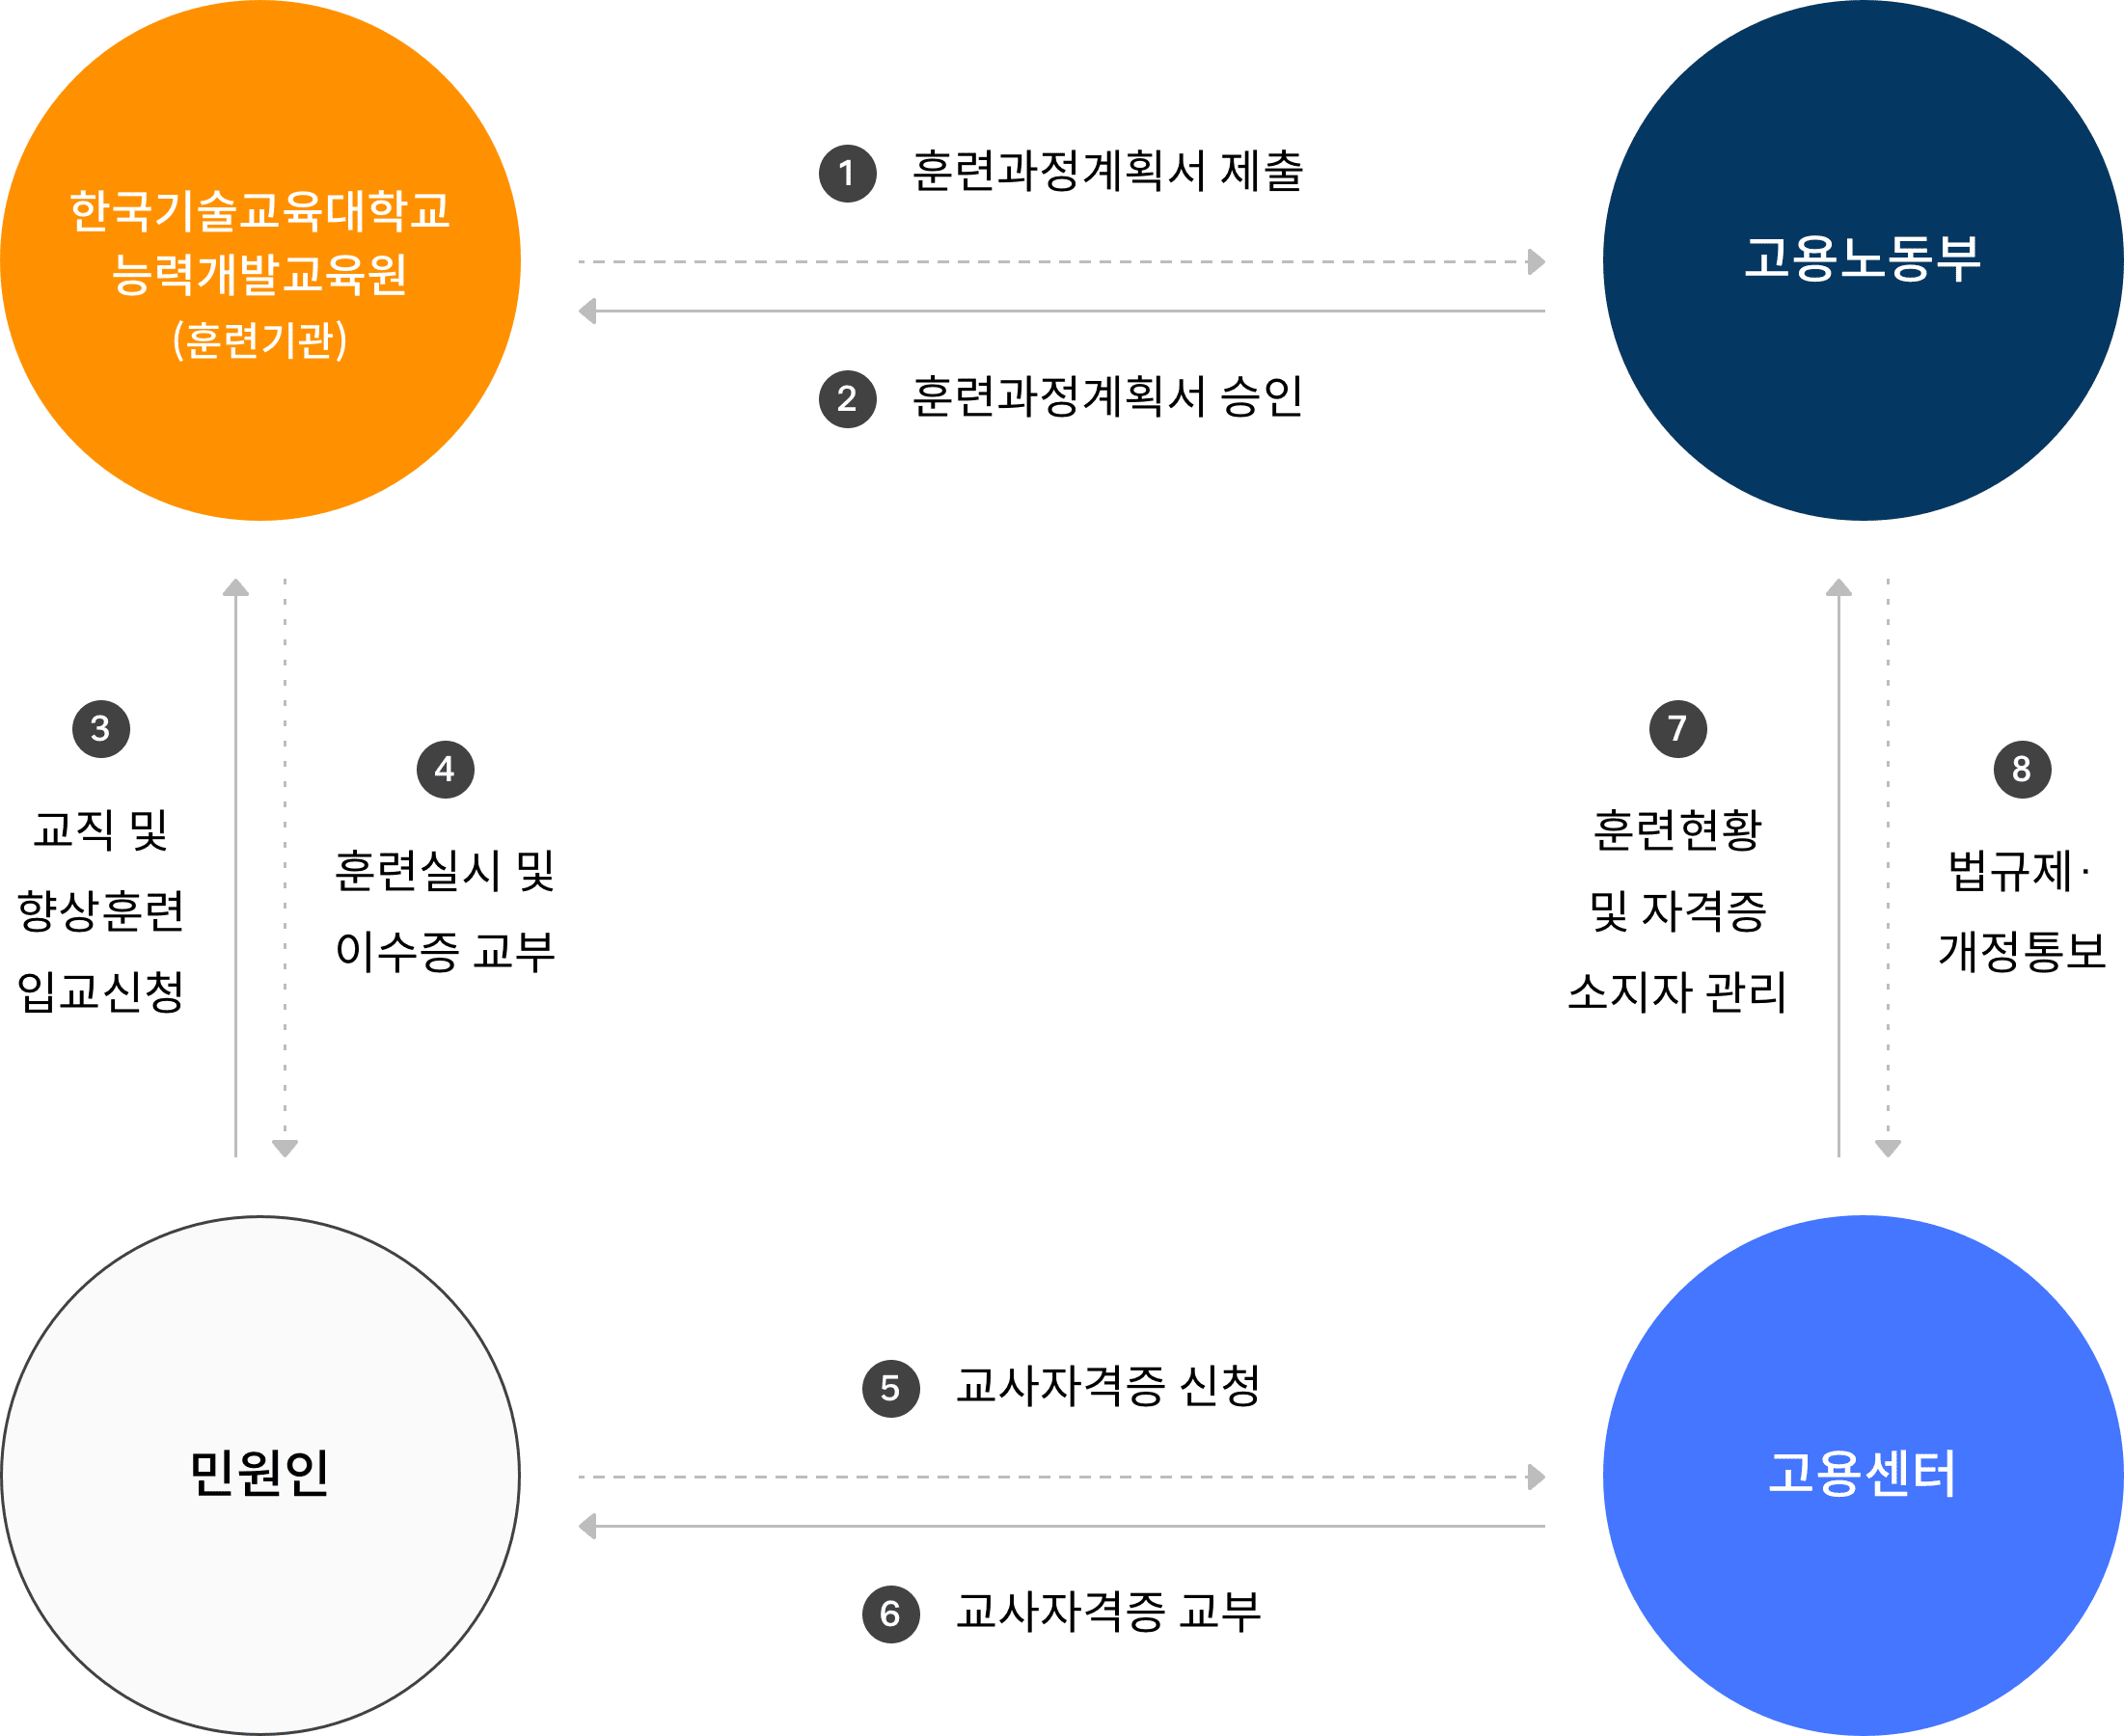 한국기술교육대학교
능력개발교육원
(훈련기관)
1 훈련과정계획서 제출
2 훈련과정계획서 승인
고용노동부
3
교직 및
향상훈련
입교신청
4
훈련실시 및
이수증 교부
7
훈련현황
및 자격증
소지자 관리
8
법규제·
개정통보
민원인
5 교사자격증 신청
6 교사자격증 교부
고용센터